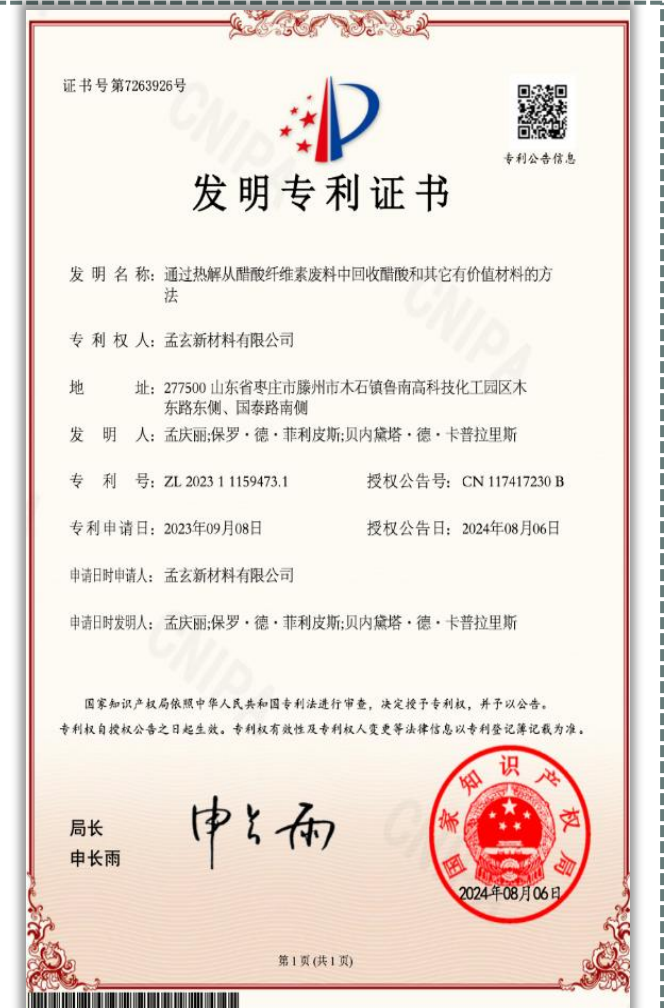 证书号第7263926号
专利公告信息
发明专利证书
发明名称：通过热解从醋酸纤维素废料中回收醋酸和其它有价值材料的方
法
专利权人：孟玄新材料有限公司
地址：277500 山东省枣庄市滕州市木石镇鲁南高科技化工园区木
东路东侧、国泰路南侧
发明人：孟庆丽;保罗·德·菲利皮斯;贝内黛塔·德·卡普拉里斯
专利号：ZL 2023 1 1159473.1 授权公告号：CN 117417230 B
专利申请日：2023年09月08日 授权公告日：2024年08月06日
申请日时申请人：孟玄新材料有限公司
申请日时发明人：孟庆丽;保罗·德·菲利皮斯;贝内黛塔·德·卡普拉里斯
国家知识产权局依照中华人民共和国专利法进行审查，决定授予专利权，并予以公告。
专利权自授权公告之日起生效。专利权有效性及专利权人变更等法律信息以专利登记簿记载为准。
局长
申长雨
申长雨
国家知识产权局
2024年08月06日
第1页(共1页)
CNIPA
CNIPA
CNIPA